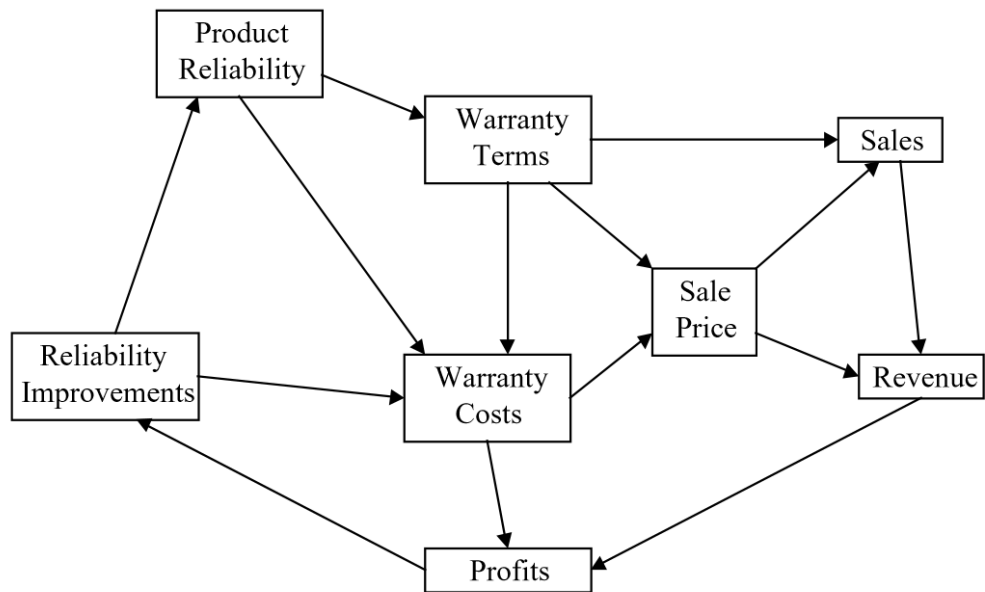 Product
Reliability
Warranty
Terms
Sales
Sale
Price
Reliability
Improvements
Warranty
Costs
Revenue
Profits